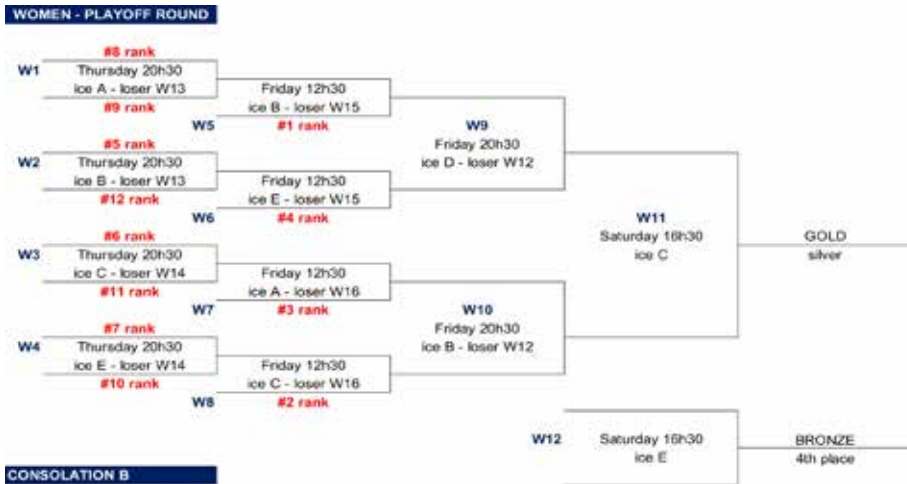 WOMEN - PLAYOFF ROUND
#8 rank
W1
Thursday 20h30
ice A - loser W13
#9 rank
Friday 12h30
ice B - loser W15
W5
#1 rank
W9
Friday 20h30
ice D - loser W12
#5 rank
W2
Thursday 20h30
ice B - loser W13
#12 rank
Friday 12h30
ice E - loser W15
W6
#4 rank
W11
Saturday 16h30
ice C
GOLD
silver
#6 rank
W3
Thursday 20h30
ice C - loser W14
#11 rank
Friday 12h30
ice A - loser W16
W7
#3 rank
W10
Friday 20h30
ice B - loser W12
#7 rank
W4
Thursday 20h30
ice E - loser W14
#10 rank
Friday 12h30
ice C - loser W16
W8
#2 rank
W12
Saturday 16h30
ice E
BRONZE
4th place
CONSOLATION B